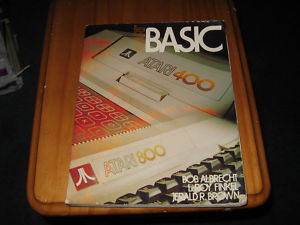 BASIC
ATARI 400
ATARI 800
BOB ALBRECHT
LEROY FINKEL
JERALD R. BROWN